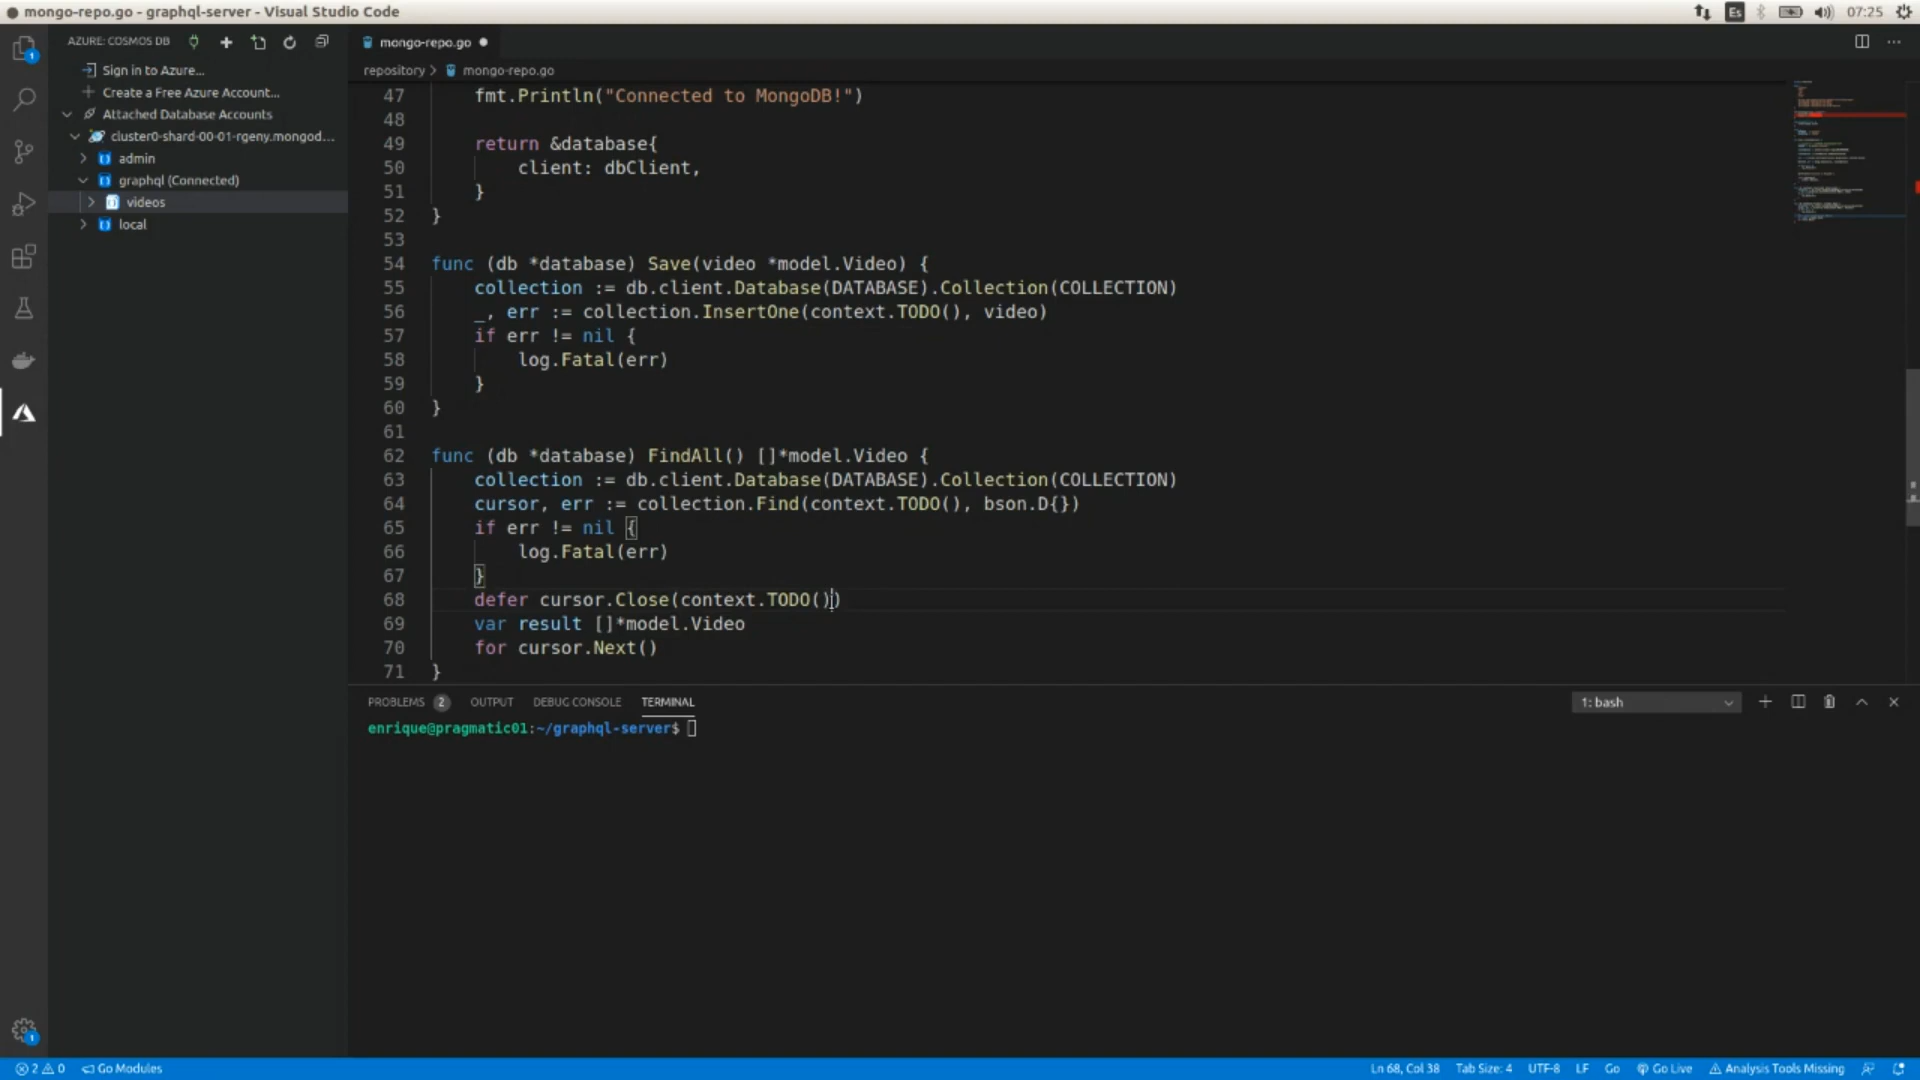 mongo-repo.go - graphql-server - Visual Studio Code
Es
07:25
AZURE: COSMOS DB
mongo-repo.go
repository > mongo-repo.go
1
Sign in to Azure...
Create a Free Azure Account...
Attached Database Accounts
cluster0-shard-00-01-rgeny.mongod...
admin
graphql (Connected)
videos
local
47 fmt.Println("Connected to MongoDB!")
48
49 return &database{
50 client: dbClient,
51 }
52 }
53
54 func (db *database) Save(video *model.Video) {
55 collection := db.client.Database(DATABASE).Collection(COLLECTION)
56 _, err := collection.InsertOne(context.TODO(), video)
57 if err != nil {
58 log.Fatal(err)
59 }
60 }
61
62 func (db *database) FindAll() []*model.Video {
63 collection := db.client.Database(DATABASE).Collection(COLLECTION)
64 cursor, err := collection.Find(context.TODO(), bson.D{})
65 if err != nil {
66 log.Fatal(err)
67 }
68 defer cursor.Close(context.TODO())
69 var result []*model.Video
70 for cursor.Next()
71 }
PROBLEMS 2 OUTPUT DEBUG CONSOLE TERMINAL
1: bash
enrique@pragmatic01:~/graphql-server$
1
2 0 Go Modules
Ln 68, Col 38 Tab Size: 4 UTF-8 LF Go Go Live Analysis Tools Missing